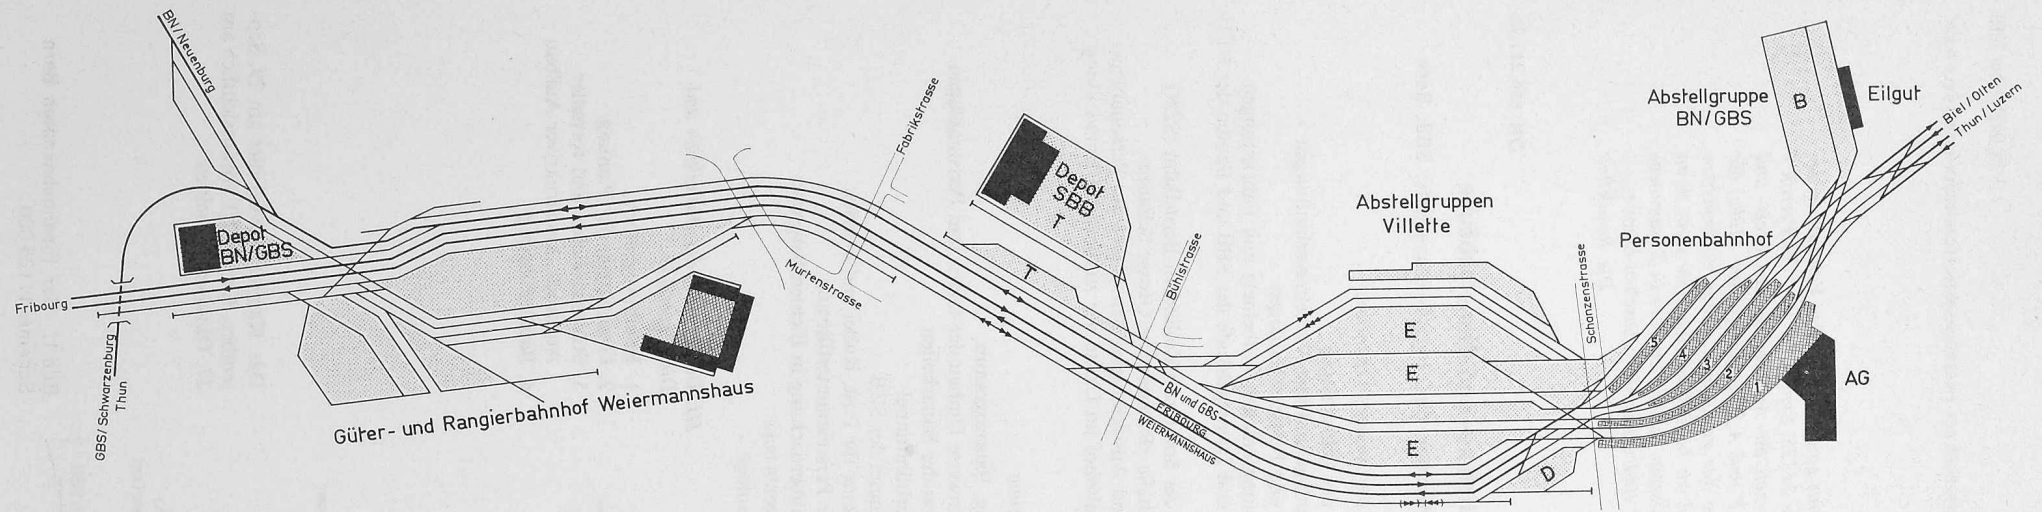 BN/Neuenburg
Depot
BN/GBS
Fribourg
GBS/Schwarzenburg
Thun
Güter- und Rangierbahnhof Weiermannshaus
Murtenstrasse
Fabrikstrasse
Depot
SBB
T
T
Bühlstrasse
BN und GBS
FRIBOURG
WEIERMANNSHAUS
Abstellgruppen
Villette
E
E
E
D
Schanzenstrasse
Personenbahnhof
5
4
3
2
1
AG
Abstellgruppe
BN/GBS
B
Eilgut
Biel/Olten
Thun/Luzern